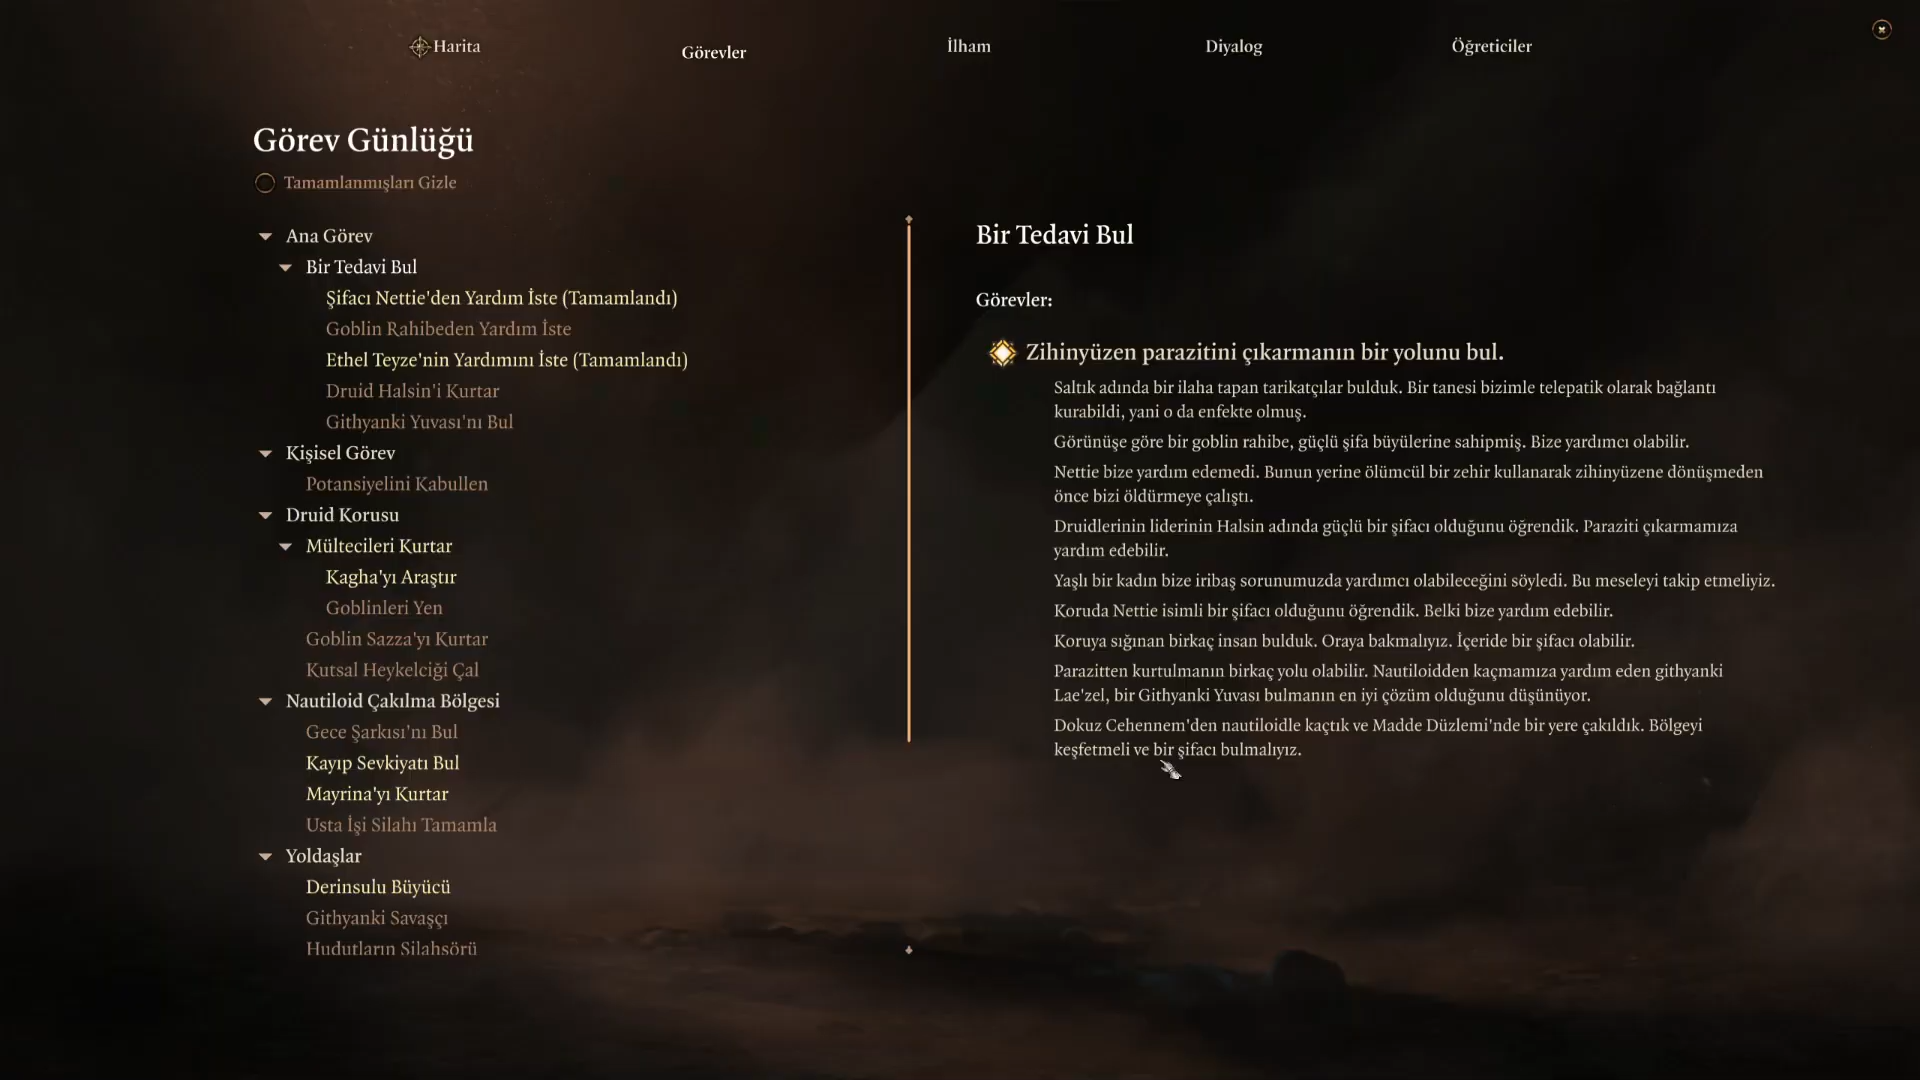 Harita
Görevler
İlham
Diyalog
Öğreticiler
Görev Günlüğü
Tamamlanmışları Gizle
Ana Görev
Bir Tedavi Bul
Şifacı Nettie'den Yardım İste (Tamamlandı)
Goblin Rahibeden Yardım İste
Ethel Teyze'nin Yardımını İste (Tamamlandı)
Druid Halsin'i Kurtar
Githyanki Yuvası'nı Bul
Kişisel Görev
Potansiyelini Kabullen
Druid Korusu
Mültecileri Kurtar
Kagha'yı Araştır
Goblinleri Yen
Goblin Sazza'yı Kurtar
Kutsal Heykelciği Çal
Nautiloid Çakılma Bölgesi
Gece Şarkısı'nı Bul
Kayıp Sevkiyatı Bul
Mayrina'yı Kurtar
Usta İşi Silahı Tamamla
Yoldaşlar
Derinsulu Büyücü
Githyanki Savaşçı
Hudutların Silahsörü
Bir Tedavi Bul
Görevler:
Zihinyüzen parazitini çıkarmanın bir yolunu bul.
Saltık adında bir ilaha tapan tarikatçılar bulduk. Bir tanesi bizimle telepatik olarak bağlantı
kurabildi, yani o da enfekte olmuş.
Görünüşe göre bir goblin rahibe, güçlü şifa büyülerine sahipmiş. Bize yardımcı olabilir.
Nettie bize yardım edemedi. Bunun yerine ölümcül bir zehir kullanarak zihinyüzene dönüşmeden
önce bizi öldürmeye çalıştı.
Druidlerinin liderinin Halsin adında güçlü bir şifacı olduğunu öğrendik. Paraziti çıkarmamıza
yardım edebilir.
Yaşlı bir kadın bize iribaş sorunumuzda yardımcı olabileceğini söyledi. Bu meseleyi takip etmeliyiz.
Koruda Nettie isimli bir şifacı olduğunu öğrendik. Belki bize yardım edebilir.
Koruya sığınan birkaç insan bulduk. Oraya bakmalıyız. İçeride bir şifacı olabilir.
Parazitten kurtulmanın birkaç yolu olabilir. Nautiloidden kaçmamıza yardım eden githyanki
Lae'zel, bir Githyanki Yuvası bulmanın en iyi çözüm olduğunu düşünüyor.
Dokuz Cehennem'den nautiloidle kaçtık ve Madde Düzlemi'nde bir yere çakıldık. Bölgeyi
keşfetmeli ve bir şifacı bulmalıyız.